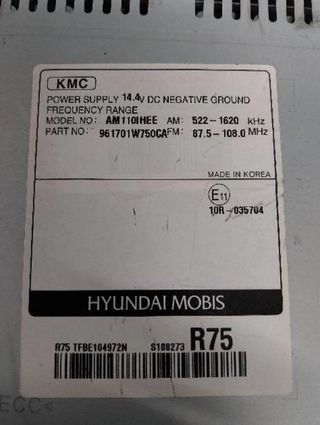 KMC
POWER SUPPLY 14.4V DC NEGATIVE GROUND
FREQUENCY RANGE
MODEL NO: AM110IHEE AM: 522-1620 kHz
PART NO: 961701W750CA FM: 87.5-108.0 MHz
MADE IN KOREA
E11
10R-035704
HYUNDAI MOBIS
R75 TFBE104972N S108273 R75
ECC<